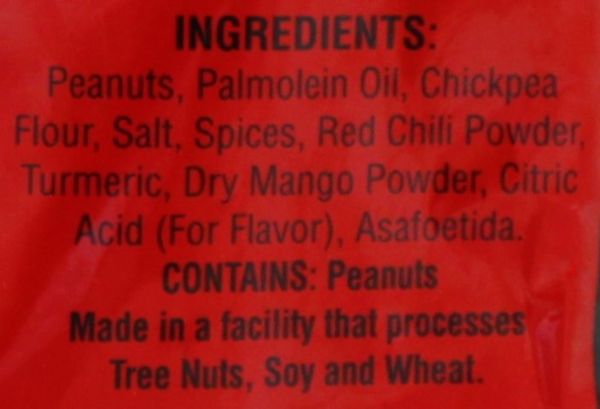 INGREDIENTS:
Peanuts, Palmolein Oil, Chickpea
Flour, Salt, Spices, Red Chili Powder,
Turmeric, Dry Mango Powder, Citric
Acid (For Flavor), Asafoetida.
CONTAINS: Peanuts
Made in a facility that processes
Tree Nuts, Soy and Wheat.